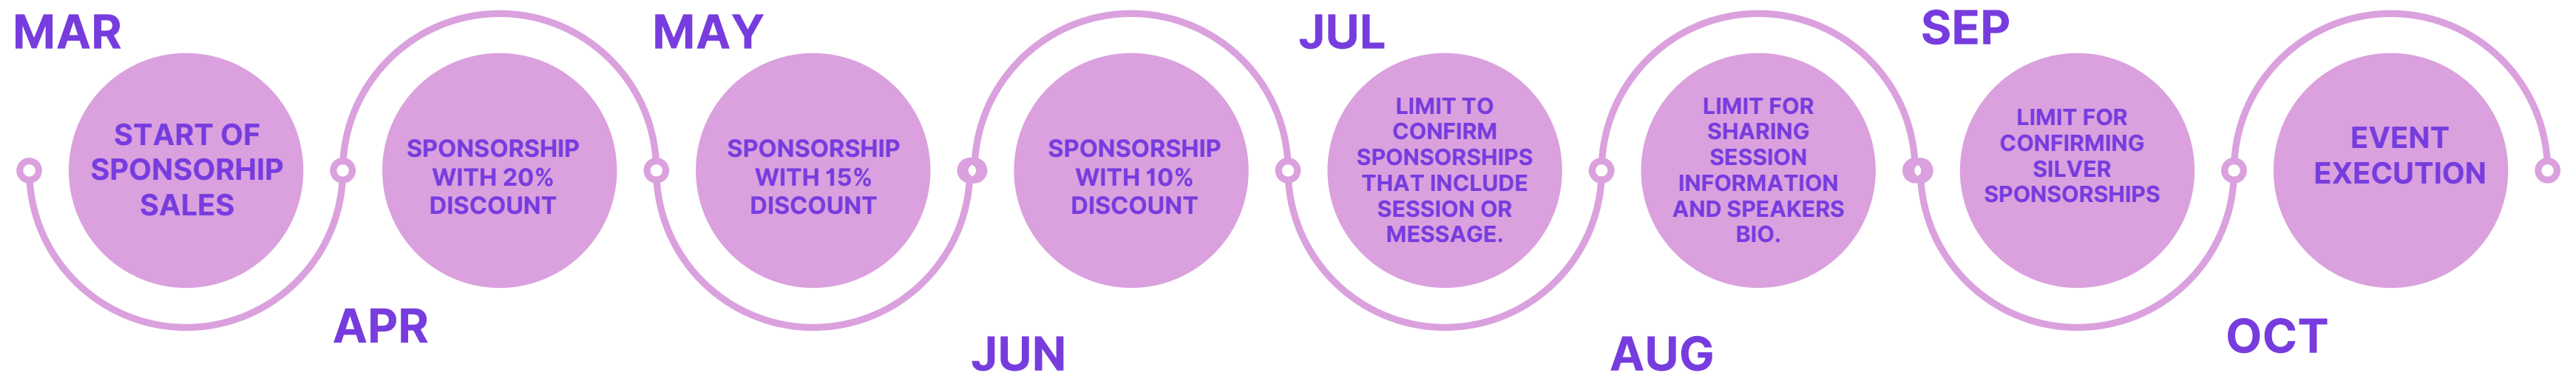 MAR
START OF
SPONSORHIP
SALES
APR
SPONSORSHIP
WITH 20%
DISCOUNT
MAY
SPONSORSHIP
WITH 15%
DISCOUNT
JUN
SPONSORSHIP
WITH 10%
DISCOUNT
JUL
LIMIT TO
CONFIRM
SPONSORSHIPS
THAT INCLUDE
SESSION OR
MESSAGE.
AUG
LIMIT FOR
SHARING
SESSION
INFORMATION
AND SPEAKERS
BIO.
SEP
LIMIT FOR
CONFIRMING
SILVER
SPONSORSHIPS
OCT
EVENT
EXECUTION